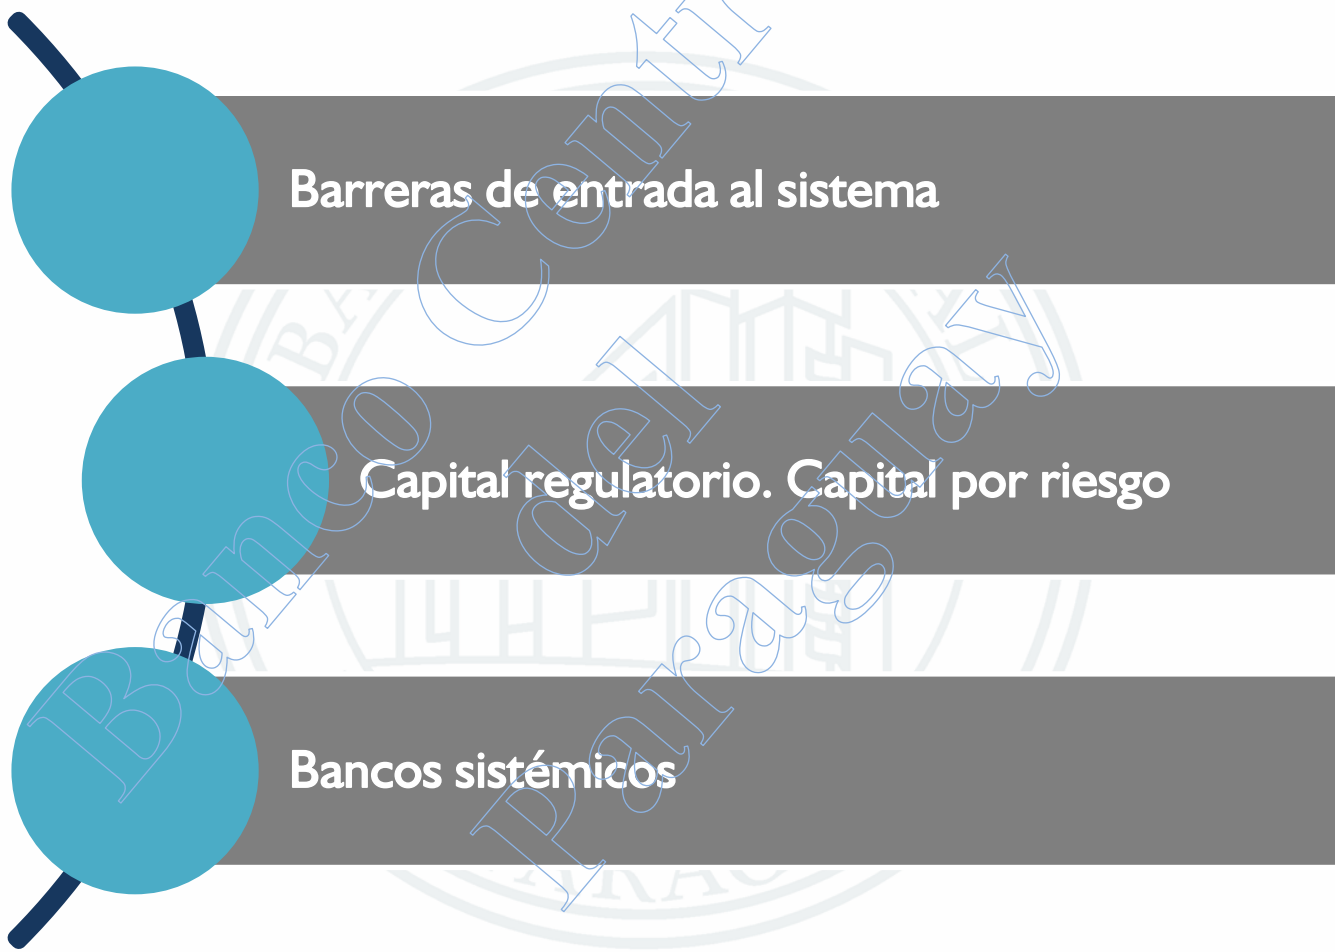 Barreras de entrada al sistema
Capital regulatorio. Capital por riesgo
Bancos sistémicos
Banco Central
del
Paraguay